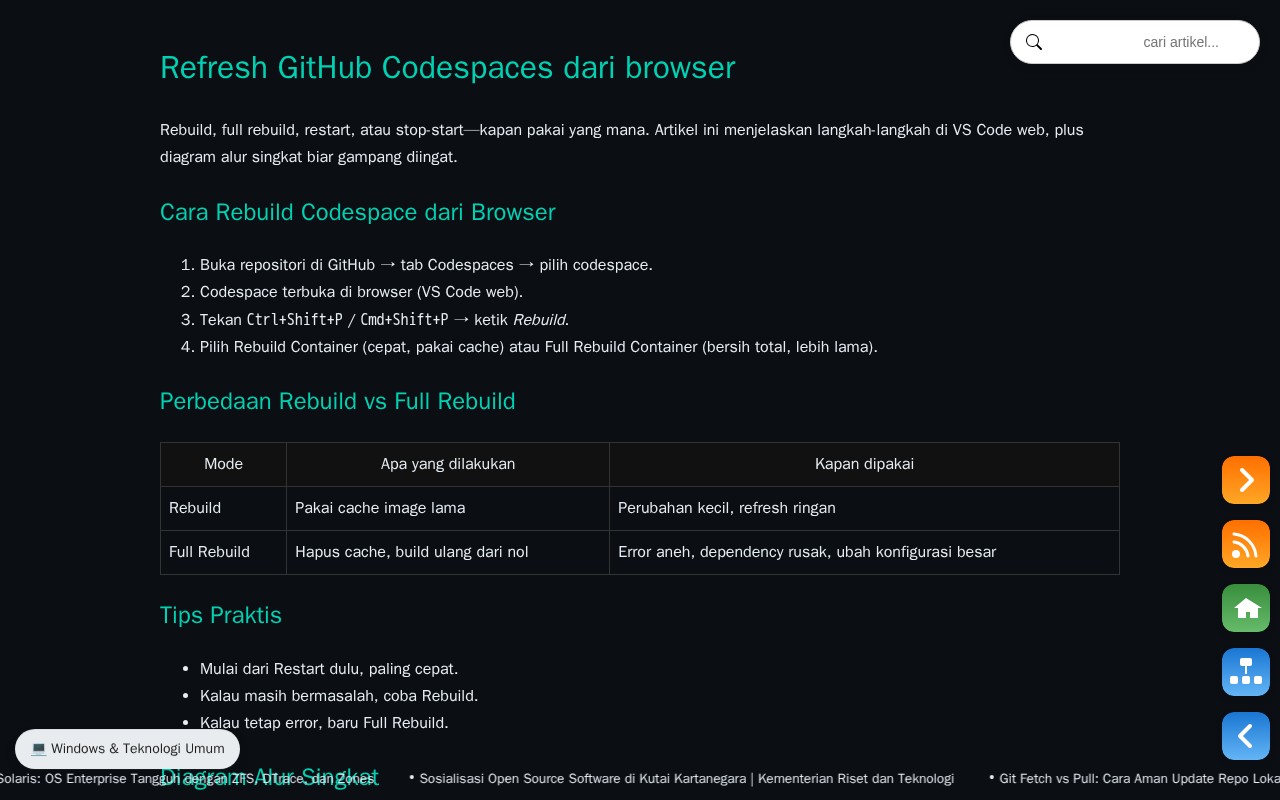 cari artikel...
Refresh GitHub Codespaces dari browser
Rebuild, full rebuild, restart, atau stop-start—kapan pakai yang mana. Artikel ini menjelaskan langkah-langkah di VS Code web, plus
diagram alur singkat biar gampang diingat.
Cara Rebuild Codespace dari Browser
1. Buka repositori di GitHub → tab Codespaces → pilih codespace.
2. Codespace terbuka di browser (VS Code web).
3. Tekan Ctrl+Shift+P / Cmd+Shift+P → ketik Rebuild.
4. Pilih Rebuild Container (cepat, pakai cache) atau Full Rebuild Container (bersih total, lebih lama).
Perbedaan Rebuild vs Full Rebuild
Mode Apa yang dilakukan Kapan dipakai
Rebuild Pakai cache image lama Perubahan kecil, refresh ringan
Full Rebuild Hapus cache, build ulang dari nol Error aneh, dependency rusak, ubah konfigurasi besar
Tips Praktis
• Mulai dari Restart dulu, paling cepat.
• Kalau masih bermasalah, coba Rebuild.
• Kalau tetap error, baru Full Rebuild.
💻 Windows & Teknologi Umum
Diagram Alur Singkat
Solaris: OS Enterprise Tangguh dengan ZFS, DTrace, dan Zones • Sosialisasi Open Source Software di Kutai Kartanegara | Kementerian Riset dan Teknologi • Git Fetch vs Pull: Cara Aman Update Repo Loka